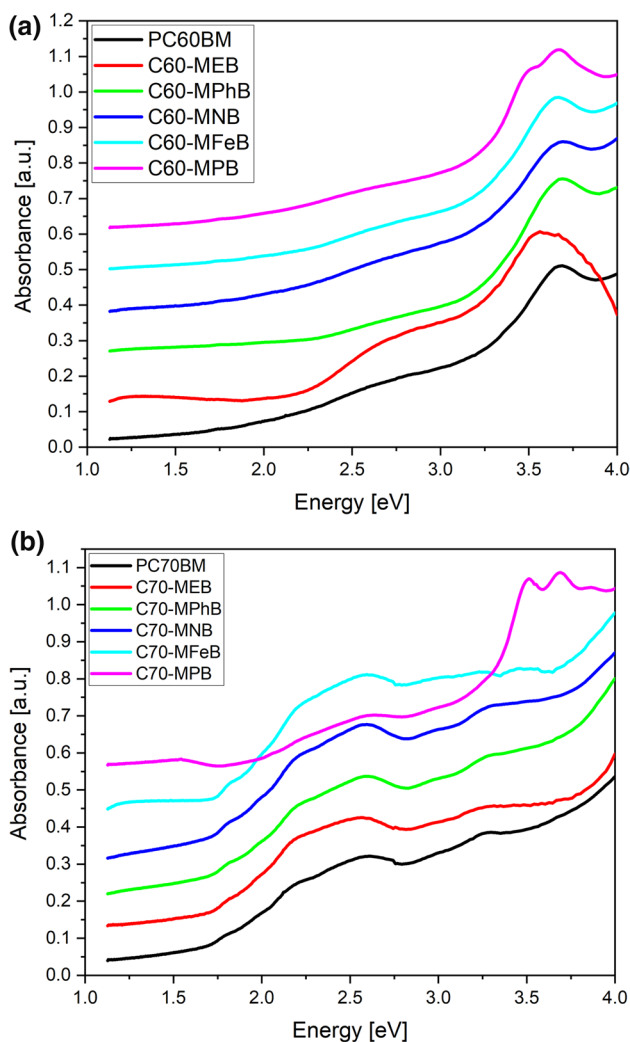 (a)
1.2
1.1
1.0
0.9
0.8
0.7
0.6
0.5
0.4
0.3
0.2
0.1
0.0
Absorbance [a.u.]
PC60BM
C60-MEB
C60-MPhB
C60-MNB
C60-MFeB
C60-MPB
1.0 1.5 2.0 2.5 3.0 3.5 4.0
Energy [eV]
(b)
1.1
1.0
0.9
0.8
0.7
0.6
0.5
0.4
0.3
0.2
0.1
0.0
Absorbance [a.u.]
PC70BM
C70-MEB
C70-MPhB
C70-MNB
C70-MFeB
C70-MPB
1.0 1.5 2.0 2.5 3.0 3.5 4.0
Energy [eV]